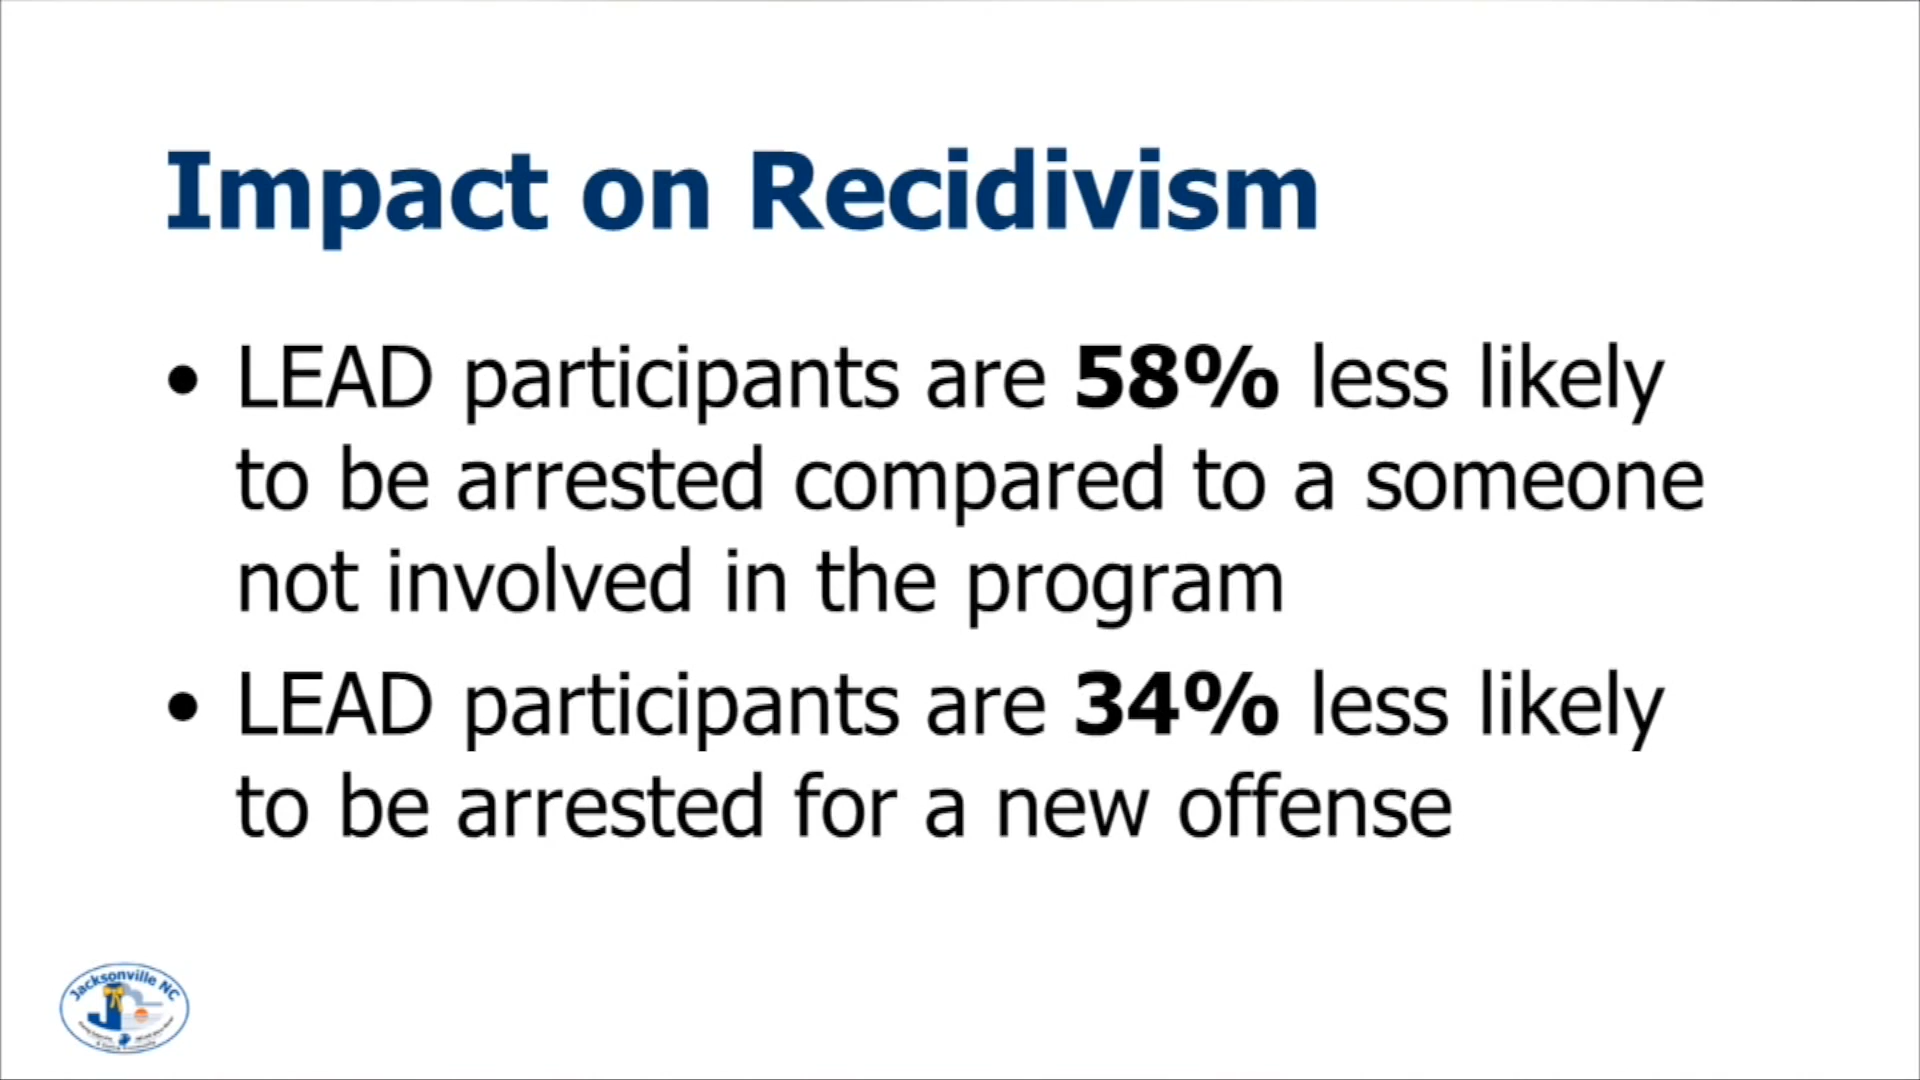 Impact on Recidivism
• LEAD participants are 58% less likely
to be arrested compared to a someone
not involved in the program
• LEAD participants are 34% less likely
to be arrested for a new offense
Jacksonville NC